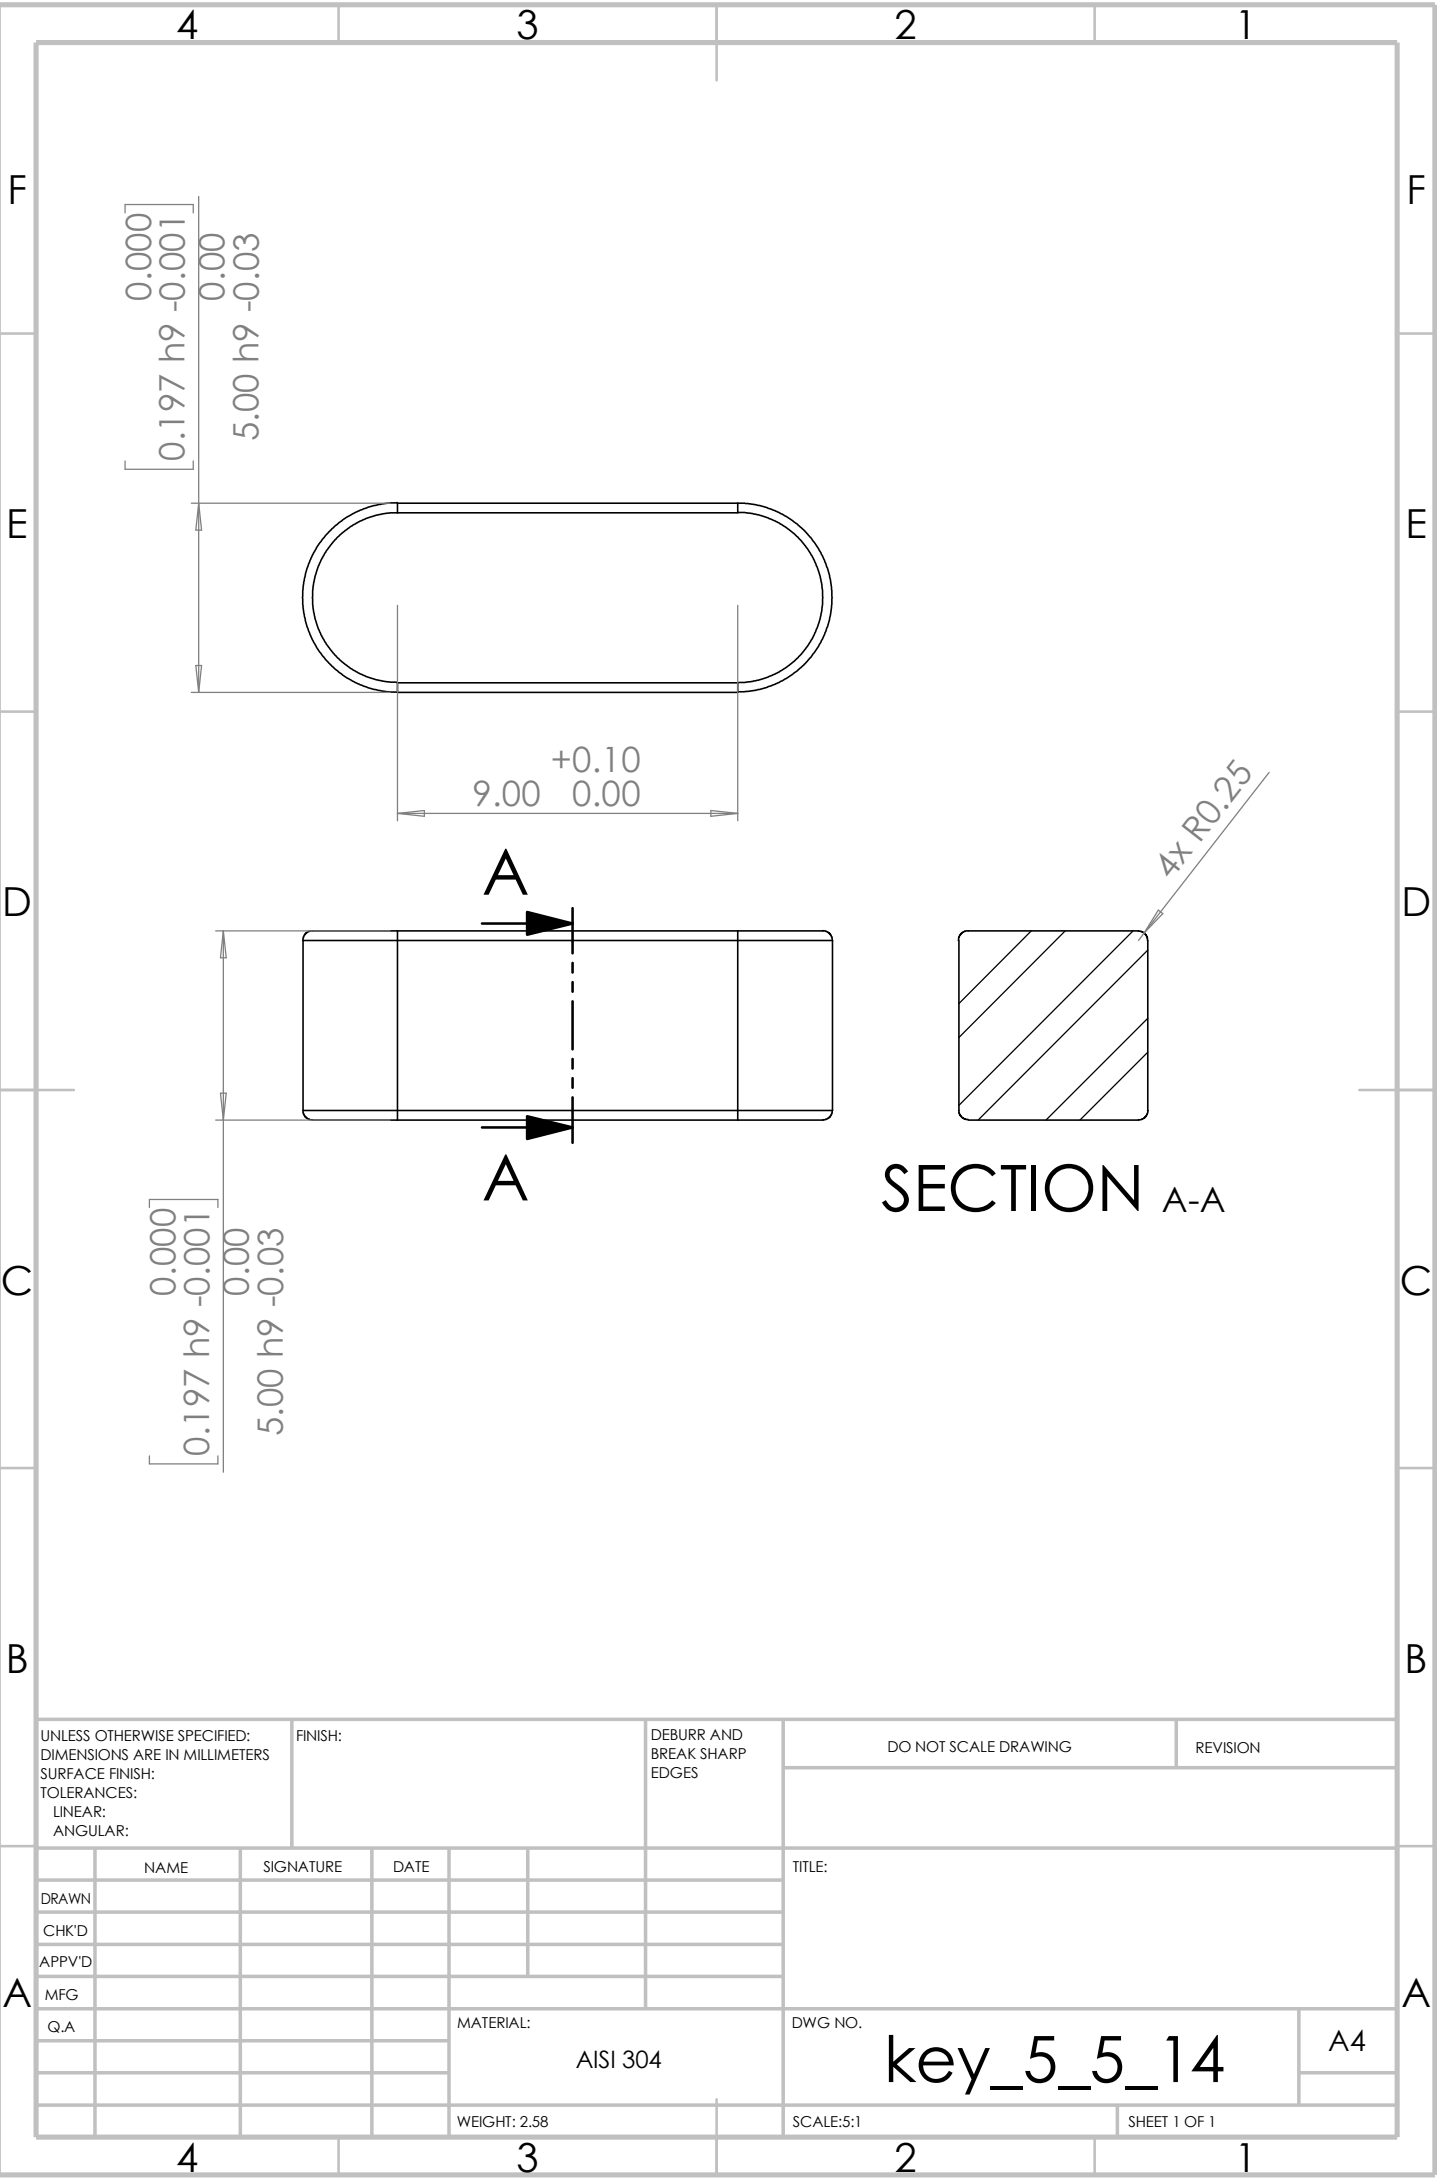 4 3 2 1
F F
[0.197 h9 0.000 -0.001]
5.00 h9 0.00 -0.03
E E
+0.10
9.00 0.00
4x R0.25
A
D D
A
SECTION A-A
[0.197 h9 0.000 -0.001]
5.00 h9 0.00 -0.03
C C
B B
UNLESS OTHERWISE SPECIFIED:
DIMENSIONS ARE IN MILLIMETERS
SURFACE FINISH:
TOLERANCES:
LINEAR:
ANGULAR:
FINISH:
DEBURR AND
BREAK SHARP
EDGES
DO NOT SCALE DRAWING
REVISION
NAME SIGNATURE DATE
TITLE:
DRAWN
CHK'D
APPV'D
MFG
Q.A
A A
MATERIAL:
AISI 304
DWG NO.
key_5_5_14
A4
WEIGHT: 2.58
SCALE:5:1
SHEET 1 OF 1
4 3 2 1